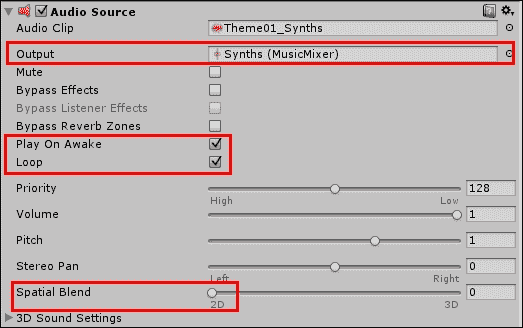 Audio Source
Audio Clip Theme01_Synths
Output Synths (MusicMixer)
Mute
Bypass Effects
Bypass Listener Effects
Bypass Reverb Zones
Play On Awake
Loop
Priority 128
High Low
Volume 1
Pitch 1
Stereo Pan 0
Left Right
Spatial Blend 0
2D 3D
3D Sound Settings